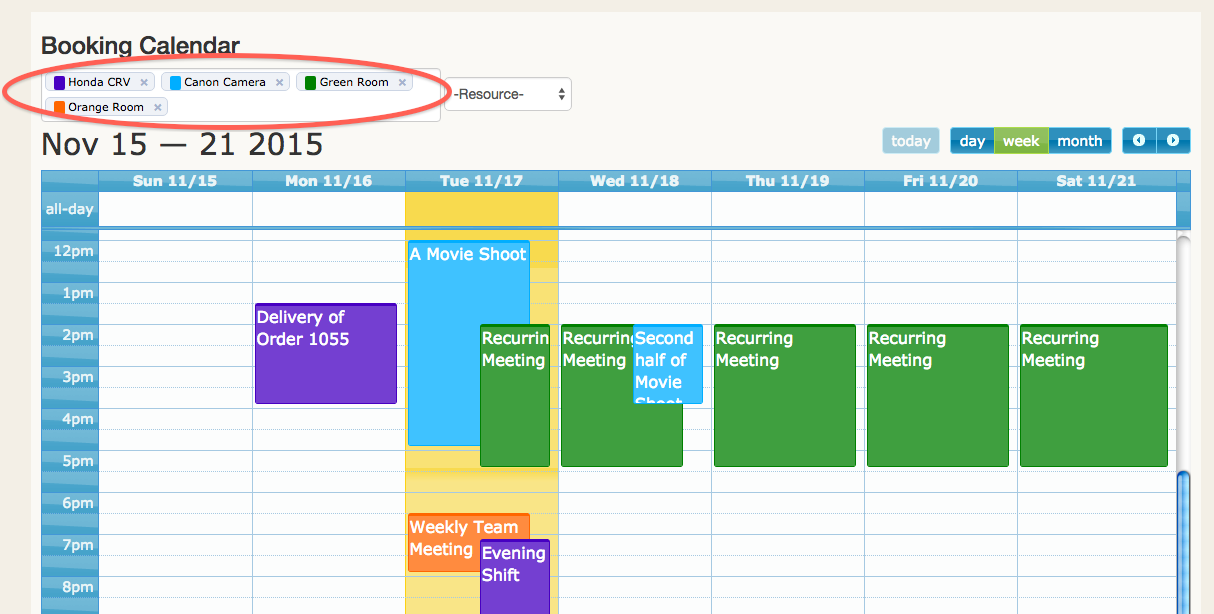 Booking Calendar
Honda CRV × Canon Camera × Green Room ×
Orange Room ×
-Resource-
Nov 15 — 21 2015
today day week month
Sun 11/15 Mon 11/16 Tue 11/17 Wed 11/18 Thu 11/19 Fri 11/20 Sat 11/21
all-day
12pm
A Movie Shoot
1pm
Delivery of
Order 1055
2pm
Recurrin
Meeting
Recurring
Meeting
Second
half of
Movie
Shoot
Recurring
Meeting
Recurring
Meeting
Recurring
Meeting
3pm
4pm
5pm
6pm
Weekly Team
Meeting
7pm
Evening
Shift
8pm